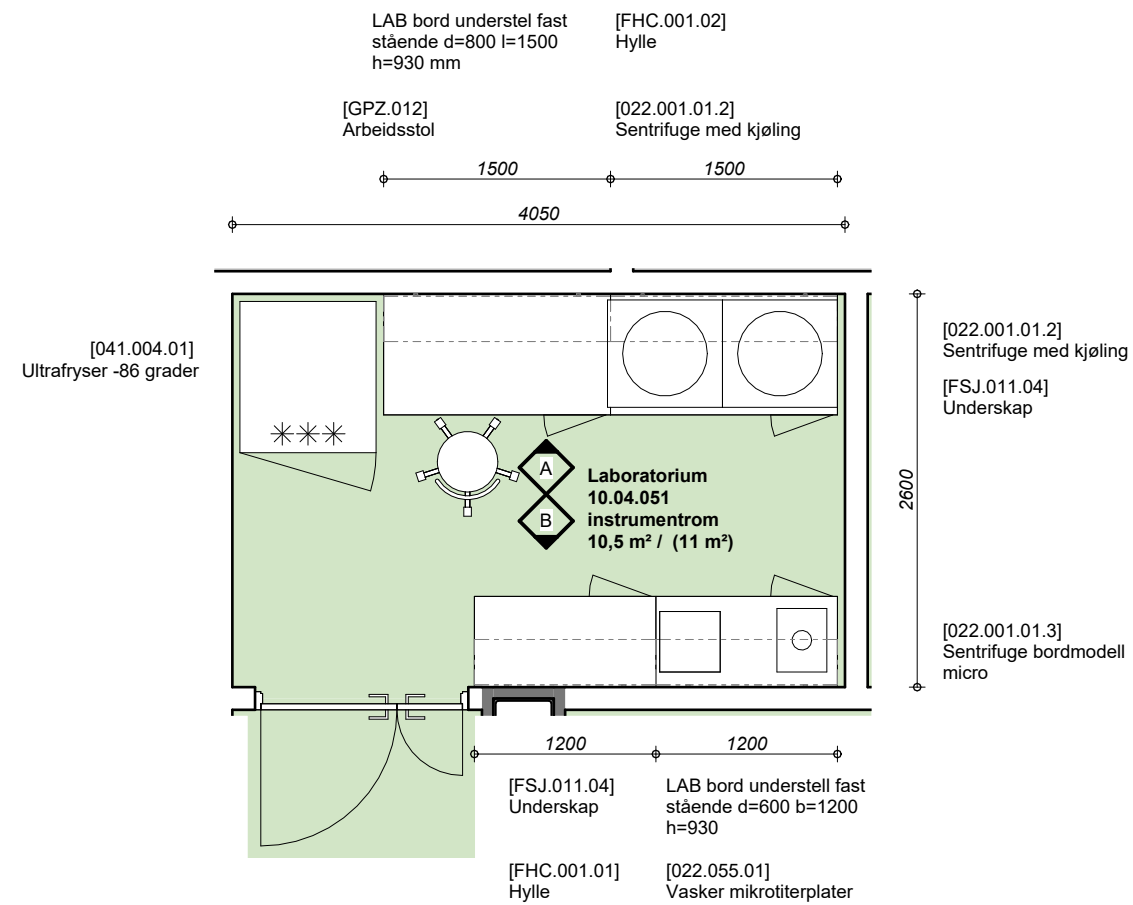 LAB bord understel fast
stående d=800 l=1500
h=930 mm
[FHC.001.02]
Hylle
[GPZ.012]
Arbeidsstol
[022.001.01.2]
Sentrifuge med kjøling
1500
1500
4050
[041.004.01]
Ultrafryser -86 grader
[022.001.01.2]
Sentrifuge med kjøling
[FSJ.011.04]
Underskap
A
B
Laboratorium
10.04.051
instrumentrom
10,5 m² / (11 m²)
2600
[022.001.01.3]
Sentrifuge bordmodell
micro
1200
1200
[FSJ.011.04]
Underskap
LAB bord understell fast
stående d=600 b=1200
h=930
[FHC.001.01]
Hylle
[022.055.01]
Vasker mikrotiterplater